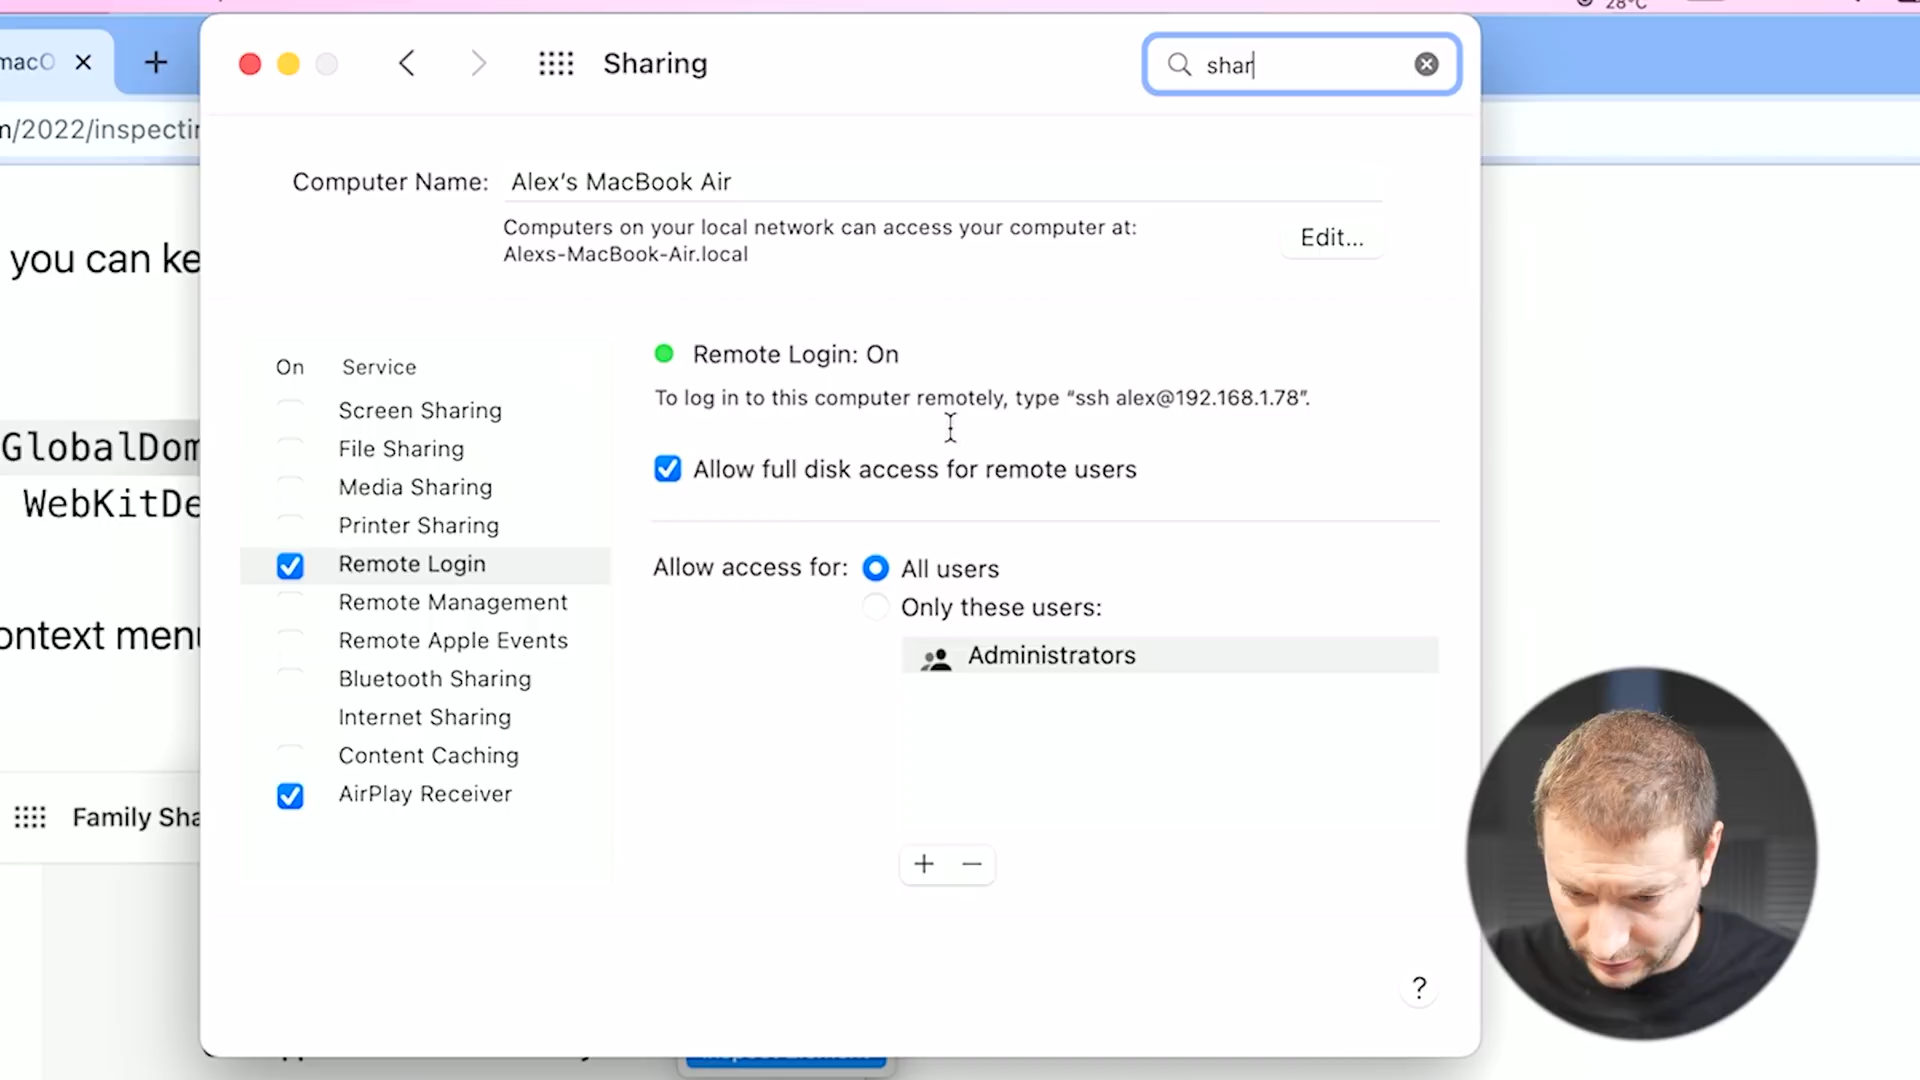 28°C
macO
Sharing
shar
m/2022/inspectin
Computer Name: Alex's MacBook Air
Computers on your local network can access your computer at:
Alexs-MacBook-Air.local
Edit...
you can ke
On Service
Screen Sharing
File Sharing
Media Sharing
Printer Sharing
Remote Login
Remote Management
Remote Apple Events
Bluetooth Sharing
Internet Sharing
Content Caching
AirPlay Receiver
Remote Login: On
To log in to this computer remotely, type “ssh alex@192.168.1.78”.
Allow full disk access for remote users
Allow access for: All users
Only these users:
Administrators
+ −
?
GlobalDom
WebKitDe
ontext menu
Family Sha